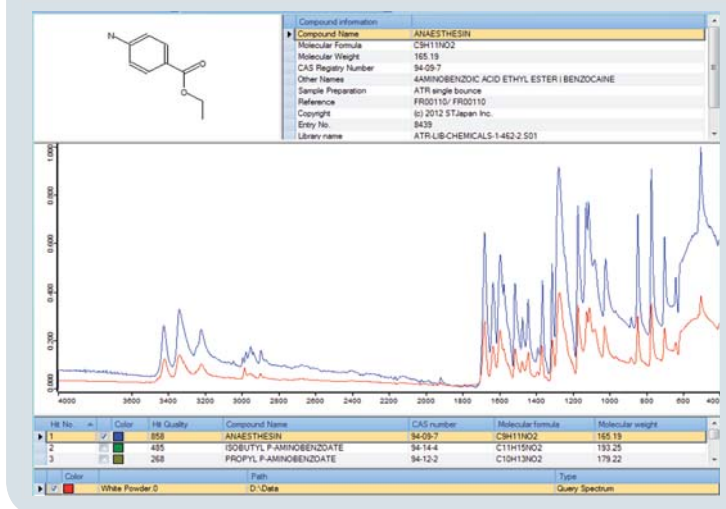 N
O
O
Compound information
Compound Name ANAESTHESIN
Molecular Formula C9H11NO2
Molecular Weight 165.19
CAS Registry Number 94-09-7
Other Names 4AMINOBENZOIC ACID ETHYL ESTER | BENZOCAINE
Sample Preparation ATR single bounce
Reference FR00110/ FR00110
Copyright (c) 2012 STJapan Inc.
Entry No. 8439
Library name ATR-LIB-CHEMICALS-1-462-2.S01
1.000
0.800
0.600
0.400
0.200
0.000
4000 3600 3200 2800 2400 2000 1800 1600 1400 1200 1000 800 600 400
Hit No. Color Hit Quality Compound Name CAS number Molecular formula Molecular weight
1 858 ANAESTHESIN 94-09-7 C9H11NO2 165.19
2 485 ISOBUTYL P-AMINOBENZOATE 94-14-4 C11H15NO2 193.25
3 268 PROPYL P-AMINOBENZOATE 94-12-2 C10H13NO2 179.22
Color Path Type
White Powder.0 D:\Data Query Spectrum